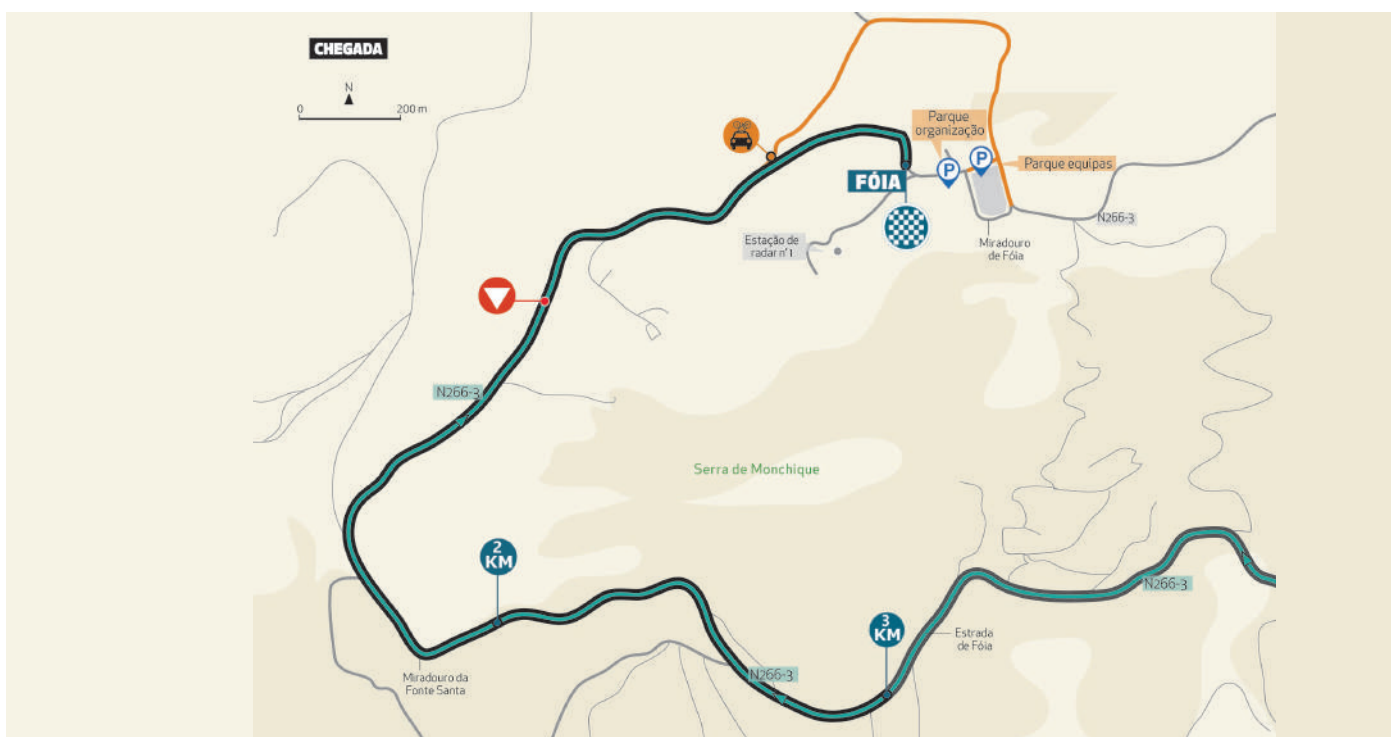 CHEGADA
N
0 200 m
Parque
organização
P
P
Parque equipas
FÓIA
N266-3
Estação de
radar n°1
Miradouro
de Fóia
N266-3
Serra de Monchique
2
KM
N266-3
3
KM
Estrada
de Fóia
Miradouro da
Fonte Santa
N266-3